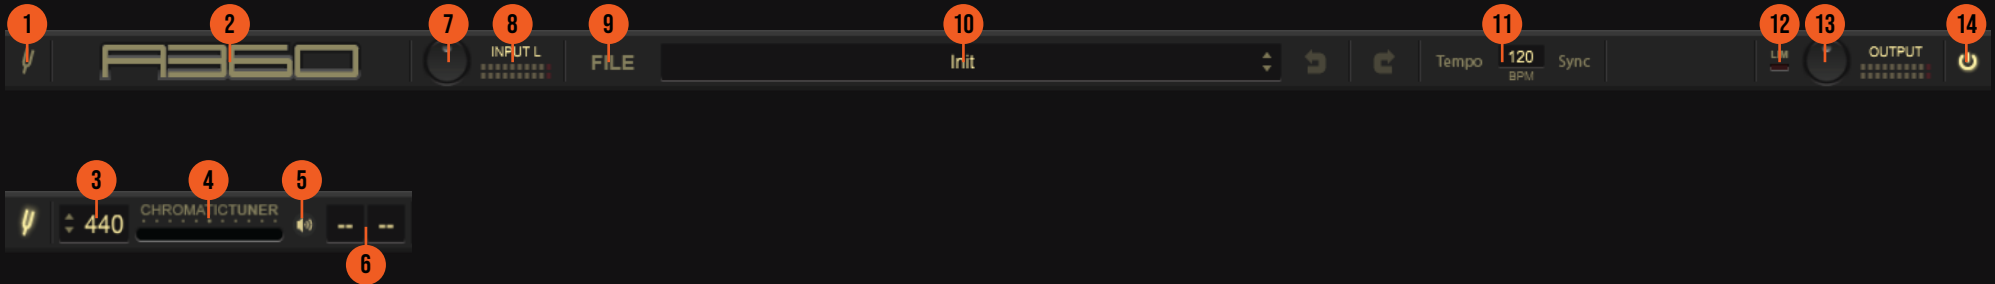 1 2 7 8 9 10 11 12 13 14
A360 INPUT L FILE Init Tempo 120 BPM Sync LIM OUTPUT
3 4 5
440 CHROMATICTUNER -- --
6